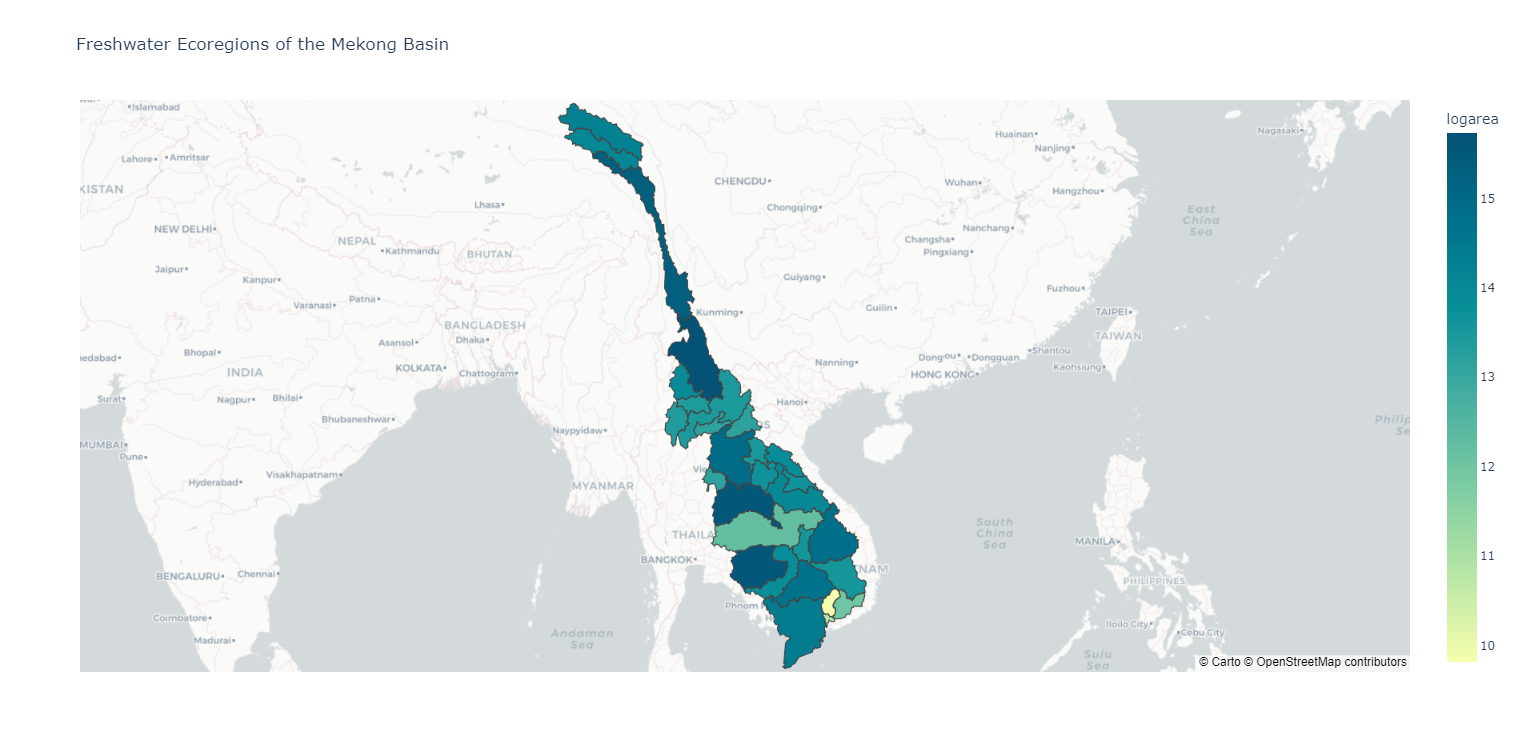 Freshwater Ecoregions of the Mekong Basin
Islamabad
Lahore
Amritsar
KISTAN
NEW DELHI
Jaipur
Kanpur
Varanasi
Patna
NEPAL
Kathmandu
BHUTAN
Lhasa
CHENGDU
Chongqing
Wuhan
Huainan
Nanjing
Hangzhou
Nagasaki
East
China
Sea
Nanchang
Changsha
Pingxiang
Guiyang
Guilin
Fuzhou
TAIPEI
TAIWAN
Kunming
BANGLADESH
Dhaka
Asansol
KOLKATA
Chattogram
Bhopal
INDIA
Nagpur
Bhilai
Bhubaneshwar
nedabad
Surat
MUMBAI
Pune
Hyderabad
Visakhapatnam
Naypyidaw
MYANMAR
Nanning
Dongguan
Shantou
Kaohsiung
HONG KONG
Hanoi
OS
Vie
THAILA
BANGKOK
NAM
Phnom
H
South
China
Sea
Philip
Se
MANILA
PHILIPPINES
Iloilo City
Cebu City
Sulu
Sea
BENGALURU
Chennai
Coimbatore
Madurai
Andaman
Sea
© Carto © OpenStreetMap contributors
logarea
15
14
13
12
11
10